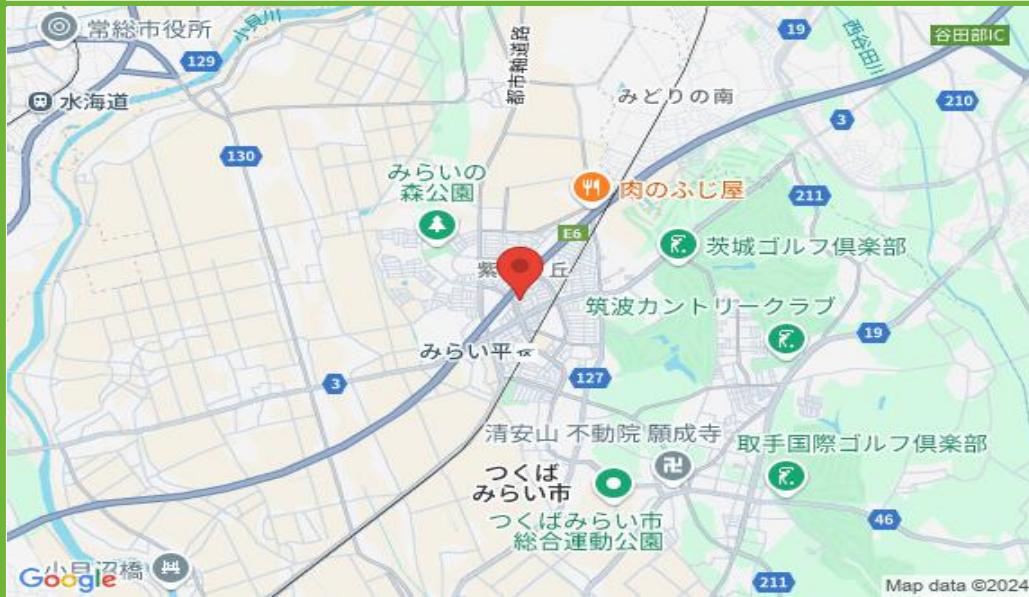 常総市役所
小貝川
129
都市軸道路
19
西谷田川
谷田部IC
水海道
みどりの南
210
3
130
みらいの
森公園
肉のふじ屋
211
E6
茨城ゴルフ倶楽部
紫
丘
筑波カントリークラブ
19
みらい平
3
127
清安山 不動院 願成寺
取手国際ゴルフ倶楽部
つくば
みらい市
つくばみらい市
総合運動公園
46
小貝沼橋
Google
211
Map data ©2024